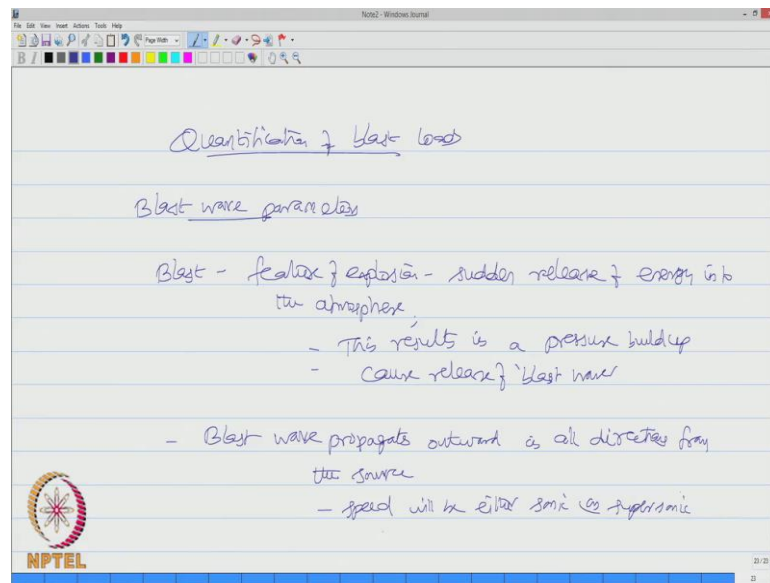 Note2 - Windows Journal
File Edit View Insert Actions Tools Help
Page Width
B I
Quantification of blast loads
Blast wave parameters
Blast - feature of explosion - sudden release of energy into
the atmosphere
- This results in a pressure buildup
- cause release of 'blast wave'
- Blast wave propagates outward in all directions from
the source
- speed will be either sonic (or) supersonic
NPTEL
23/23
23